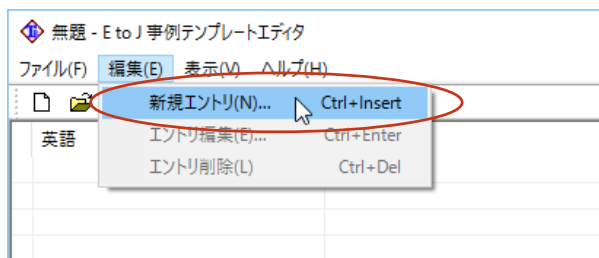 無題 - E to J 事例テンプレートエディタ
ファイル(F) 編集(E) 表示(V) ヘルプ(H)
新規エントリ(N)... Ctrl+Insert
英語 エントリ編集(E)... Ctrl+Enter
エントリ削除(L) Ctrl+Del